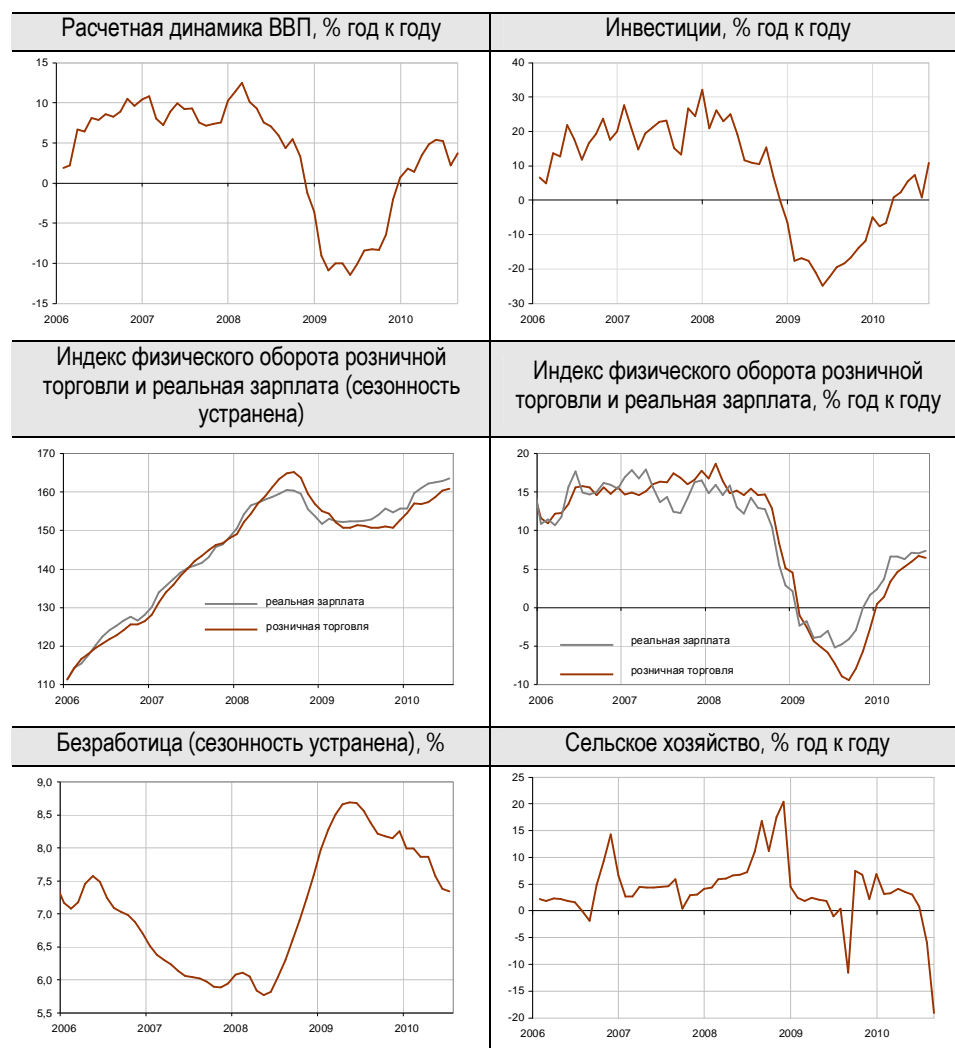 Расчетная динамика ВВП, % год к году
15
10
5
0
-5
-10
-15
2006 2007 2008 2009 2010
Инвестиции, % год к году
40
30
20
10
0
-10
-20
-30
2006 2007 2008 2009 2010
Индекс физического оборота розничной
торговли и реальная зарплата (сезонность
устранена)
170
160
150
140
130
120
110
реальная зарплата
розничная торговля
2006 2007 2008 2009 2010
Индекс физического оборота розничной
торговли и реальная зарплата, % год к году
20
15
10
5
0
-5
-10
реальная зарплата
розничная торговля
2006 2007 2008 2009 2010
Безработица (сезонность устранена), %
9,0
8,5
8,0
7,5
7,0
6,5
6,0
5,5
2006 2007 2008 2009 2010
Сельское хозяйство, % год к году
25
20
15
10
5
0
-5
-10
-15
-20
2006 2007 2008 2009 2010